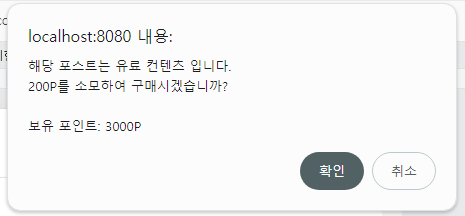 localhost:8080 내용:
해당 포스트는 유료 컨텐츠 입니다.
200P를 소모하여 구매시겠습니까?
보유 포인트: 3000P
확인
취소